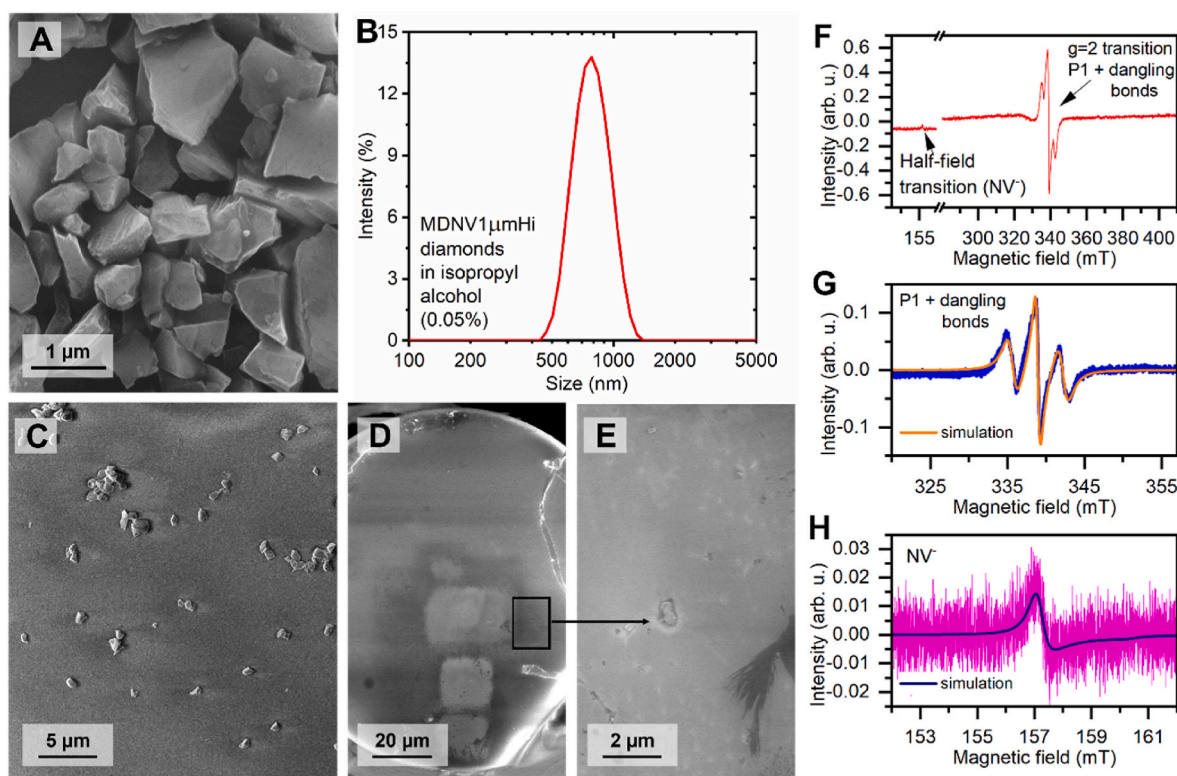 A
1 µm
B
Intensity (%)
15
12
9
6
3
0
MDNV1µmHi
diamonds
in isopropyl
alcohol
(0.05%)
100
500
1000
2000
5000
Size (nm)
C
5 µm
D
20 µm
E
2 µm
F
Intensity (arb. u.)
0.6
0.4
0.2
0.0
-0.2
-0.4
-0.6
g=2 transition
P1 + dangling
bonds
Half-field
transition (NV⁻)
155
300
320
340
360
380
400
Magnetic field (mT)
G
Intensity (arb. u.)
0.1
0.0
-0.1
P1 + dangling
bonds
simulation
325
335
345
355
Magnetic field (mT)
H
Intensity (arb. u.)
0.03
0.02
0.01
0.00
-0.01
-0.02
NV⁻
simulation
153
155
157
159
161
Magnetic field (mT)